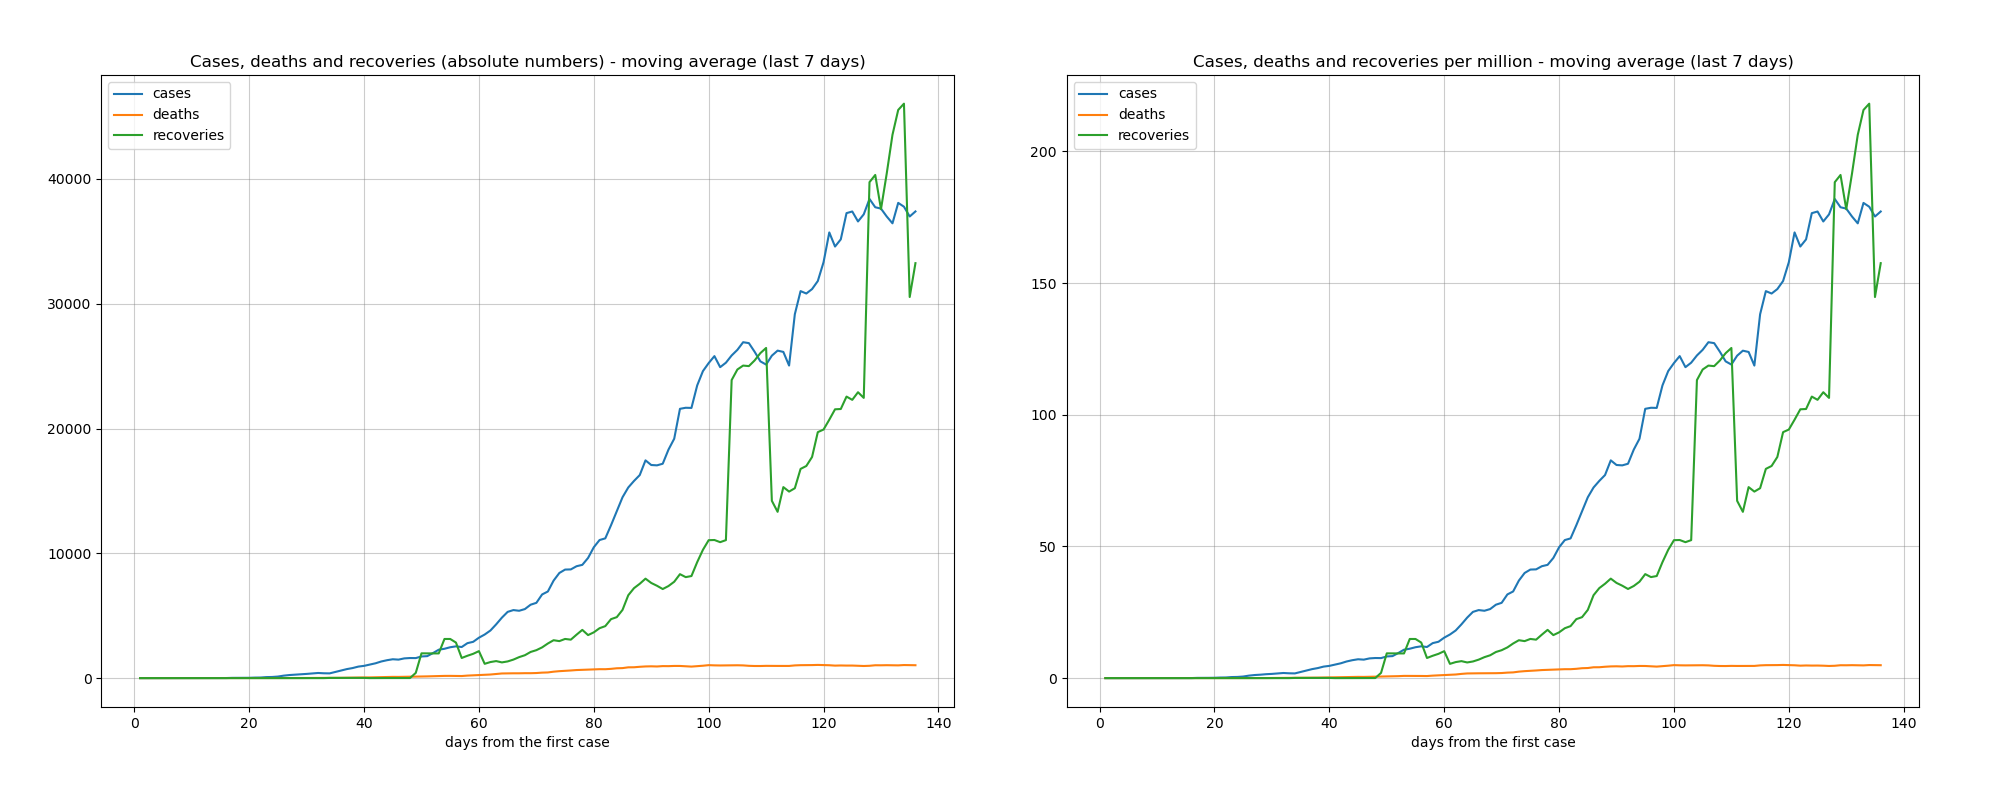 Cases, deaths and recoveries (absolute numbers) - moving average (last 7 days)
cases
deaths
recoveries
40000
30000
20000
10000
0
0 20 40 60 80 100 120 140
days from the first case
Cases, deaths and recoveries per million - moving average (last 7 days)
cases
deaths
recoveries
200
150
100
50
0
0 20 40 60 80 100 120 140
days from the first case